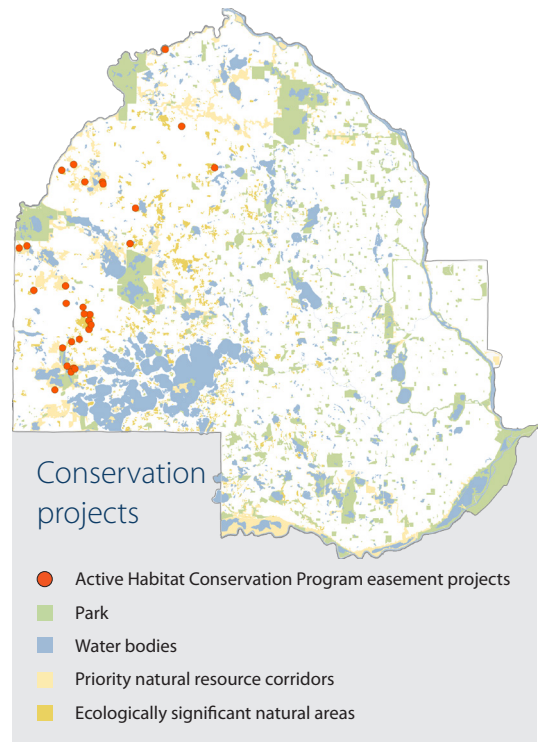 Conservation
projects
Active Habitat Conservation Program easement projects
Park
Water bodies
Priority natural resource corridors
Ecologically significant natural areas